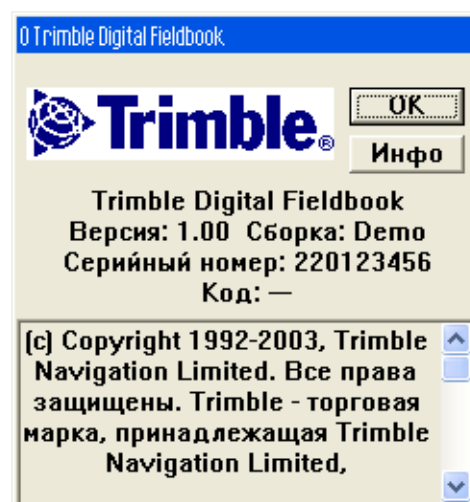 О Trimble Digital Fieldbook
Trimble®
OK
Инфо
Trimble Digital Fieldbook
Версия: 1.00 Сборка: Demo
Серийный номер: 220123456
Код: —
(c) Copyright 1992-2003, Trimble
Navigation Limited. Все права
защищены. Trimble - торговая
марка, принадлежащая Trimble
Navigation Limited,